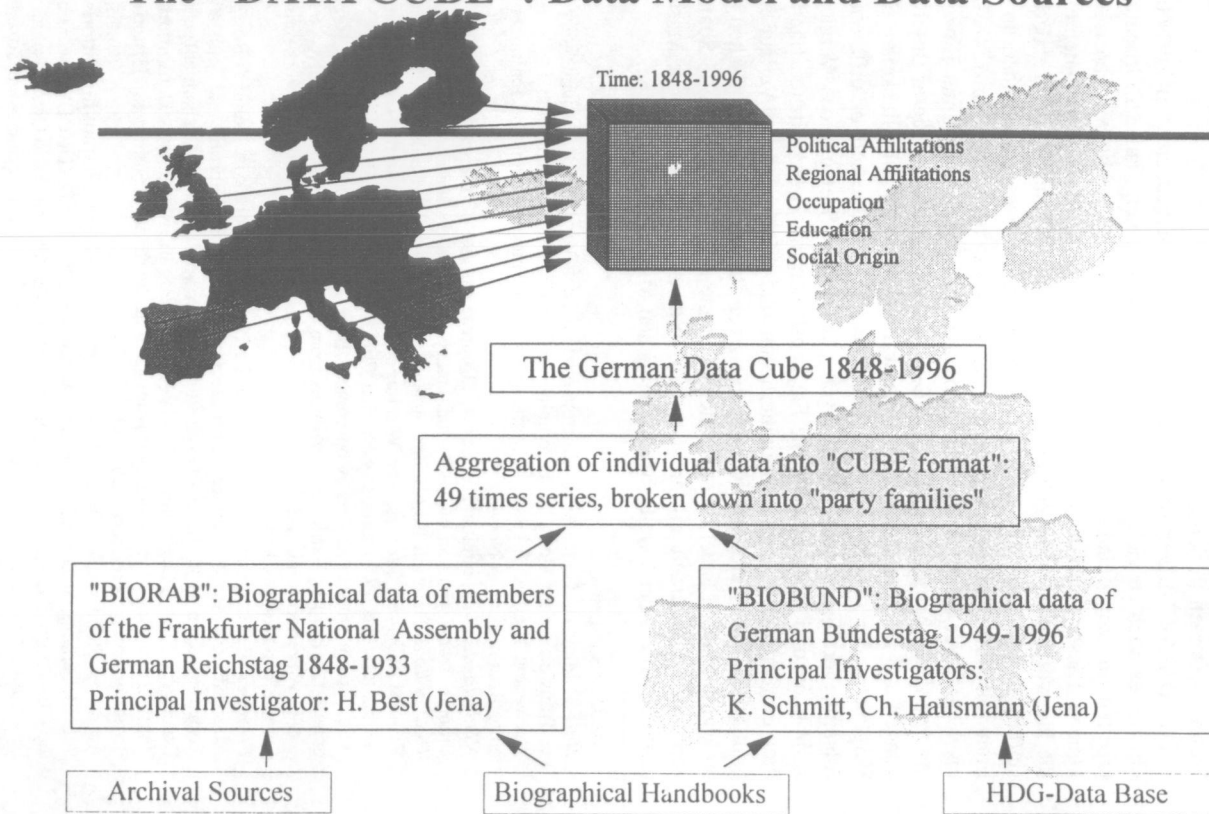 The "DATA CUBE": Data Model and Data Sources
Time: 1848-1996
Political Affilitations
Regional Affilitations
Occupation
Education
Social Origin
The German Data Cube 1848-1996
Aggregation of individual data into "CUBE format":
49 times series, broken down into "party families"
"BIORAB": Biographical data of members
of the Frankfurter National Assembly and
German Reichstag 1848-1933
Principal Investigator: H. Best (Jena)
"BIOBUND": Biographical data of
German Bundestag 1949-1996
Principal Investigators:
K. Schmitt, Ch. Hausmann (Jena)
Archival Sources
Biographical Handbooks
HDG-Data Base